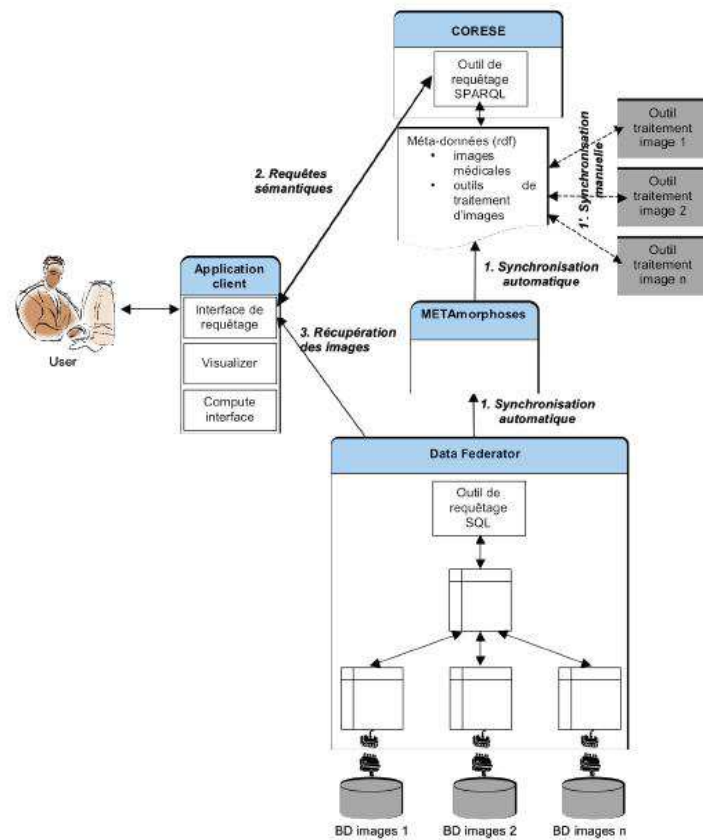 CORESE
Outil de
requêtage
SPARQL
Méta-données (rdf)
• images
médicales
• outils de
traitement
d'images
1'. Synchronisation
manuelle
Outil
traitement
image 1
Outil
traitement
image 2
Outil
traitement
image n
2. Requêtes
sémantiques
1. Synchronisation
automatique
Application
client
Interface de
requêtage
Visualizer
Compute
interface
User
3. Récupération
des images
METAmorphoses
1. Synchronisation
automatique
Data Federator
Outil de
requêtage
SQL
BD images 1
BD images 2
BD images n